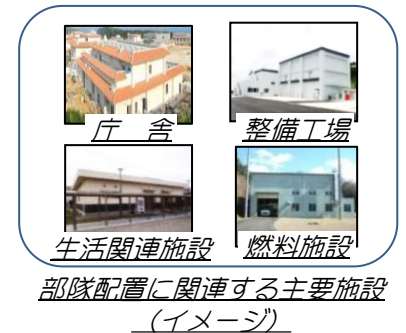 庁　舎
整備工場
生活関連施設
燃料施設
部隊配置に関連する主要施設
（イメージ）